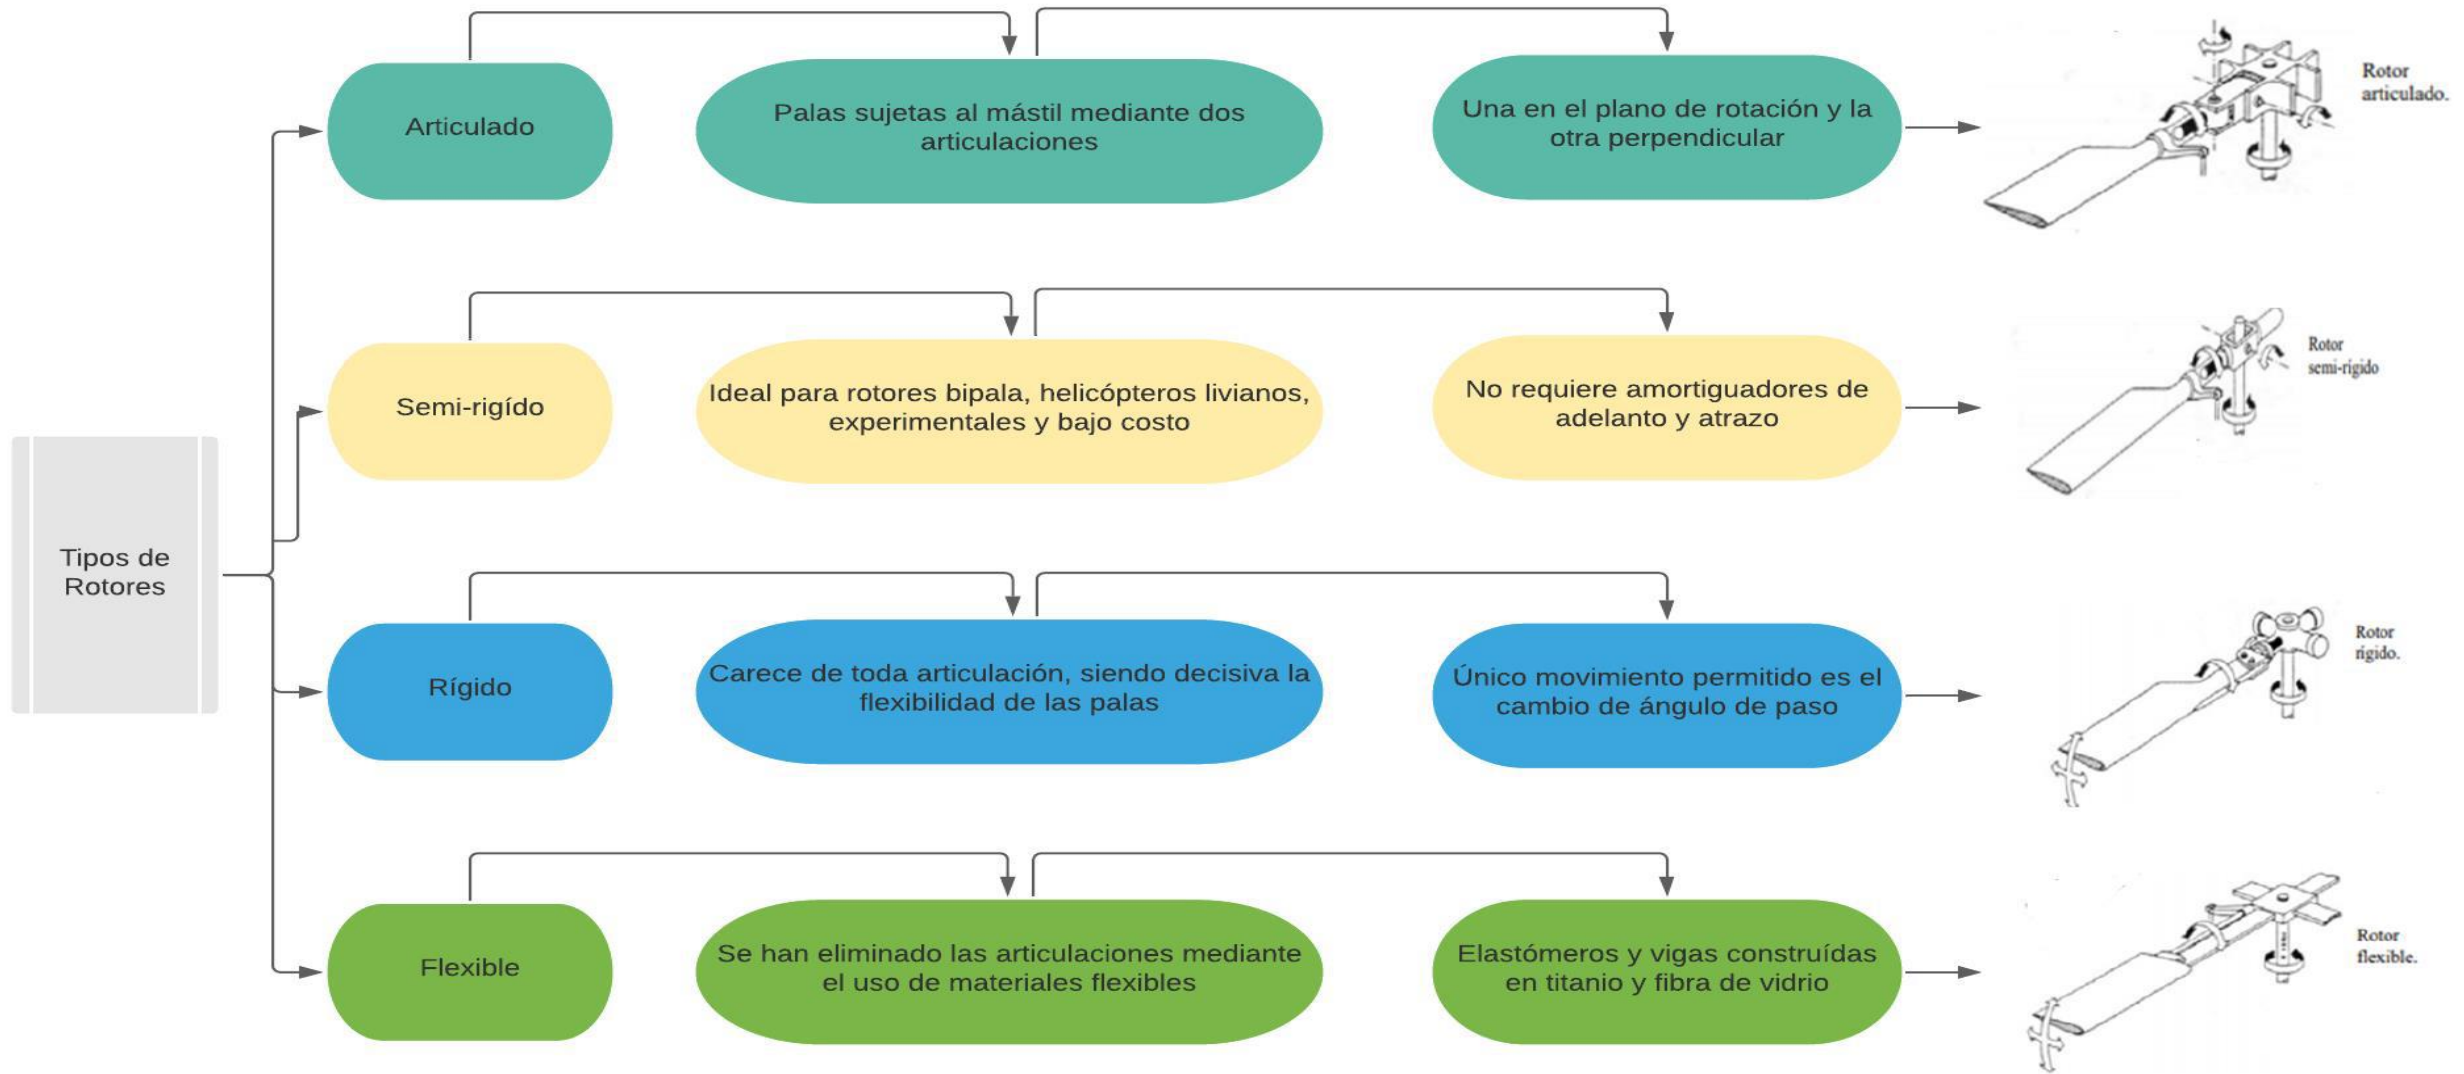 Tipos de
Rotores
Articulado
Palas sujetas al mástil mediante dos
articulaciones
Una en el plano de rotación y la
otra perpendicular
Rotor
articulado.
Semi-rigído
Ideal para rotores bipala, helicópteros livianos,
experimentales y bajo costo
No requiere amortiguadores de
adelanto y atrazo
Rotor
semi-rígido
Rígido
Carece de toda articulación, siendo decisiva la
flexibilidad de las palas
Único movimiento permitido es el
cambio de ángulo de paso
Rotor
rígido.
Flexible
Se han eliminado las articulaciones mediante
el uso de materiales flexibles
Elastómeros y vigas construídas
en titanio y fibra de vidrio
Rotor
flexible.